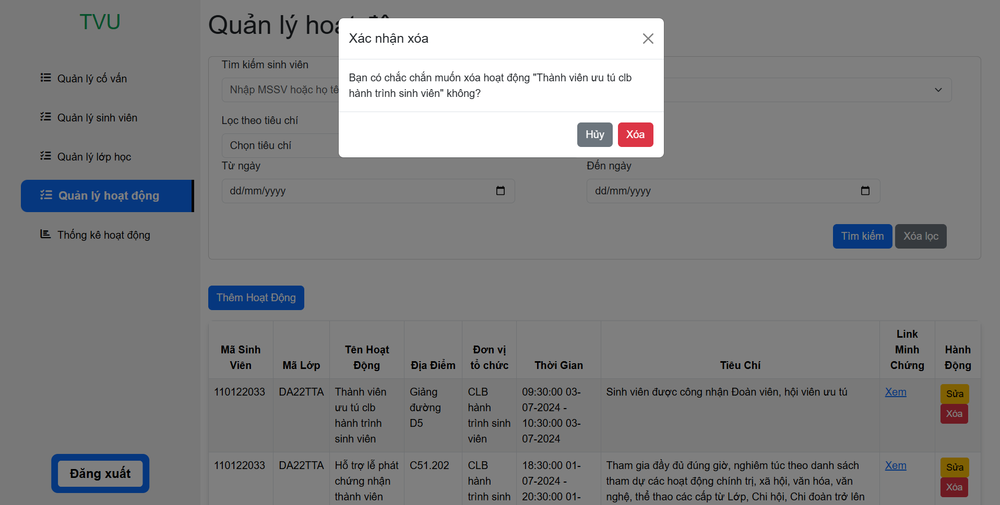 TVU
Quản lý cố vấn
Quản lý sinh viên
Quản lý lớp học
Quản lý hoạt động
Thống kê hoạt động
Đăng xuất
Quản lý
Xác nhận xóa
Bạn có chắc chắn muốn xóa hoạt động "Thành viên ưu tú clb
hành trình sinh viên" không?
Hủy Xóa
Tìm kiếm sinh viên
Nhập MSSV hoặc họ
Lọc theo tiêu chí
Chọn tiêu chí
Từ ngày Đến ngày
dd/mm/yyyy dd/mm/yyyy
Tìm kiếm Xóa lọc
Thêm Hoạt Động
Mã Sinh
Viên
Mã Lớp
Tên Hoạt
Động
Địa Điểm
Đơn vị
tổ chức
Thời Gian
Tiêu Chí
Link
Minh
Chứng
Hành
Động
110122033
DA22TTA
Thành viên
ưu tú clb
hành trình
sinh viên
Giảng
đường
D5
CLB
hành
trình sinh
viên
09:30:00 03-
07-2024 -
10:30:00 03-
07-2024
Sinh viên được công nhận Đoàn viên, hội viên ưu tú
Xem
Sửa
Xóa
110122033
DA22TTA
Hỗ trợ lễ phát
chứng nhận
thành viên
C51.202
CLB
hành
trình sinh
18:30:00 01-
07-2024 -
20:30:00 01-
Tham gia đầy đủ đúng giờ, nghiêm túc theo danh sách
tham dự các hoạt động chính trị, xã hội, văn hóa, văn
nghệ, thể thao các cấp từ Lớp, Chi hội, Chi đoàn trở lên
Xem
Sửa
Xóa